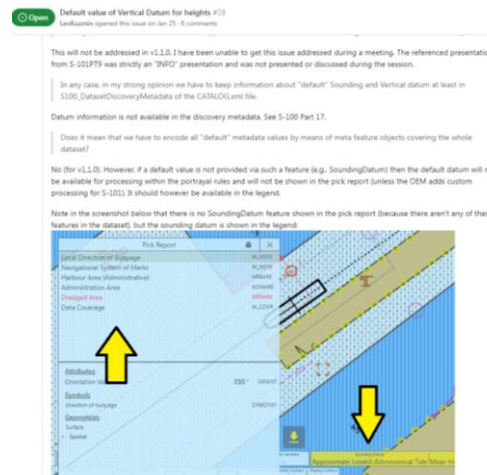 Open
Default value of Vertical Datum for heights
opened this issue on Jan 25 · 6 comments
This will not be addressed in v1.1.0. I have been unable to get this issue addressed during a meeting. The referenced
from S-101PT9 was strictly an "INFO" presentation and was not presented or discussed during the session.
In any case, in my strong opinion we have to keep information about "default" Sounding and Vertical datum at least in
S100_DatasetDiscoveryMetadata of the CATALOG.xml file.
Datum information is not available in the discovery metadata. See S-100 Part 17.
Does it mean that we have to encode all "default" metadata values by means of meta feature objects covering the whole
dataset?
No (for v1.1.0). However, if a default value is not provided via such a feature (e.g., SoundingDatum) then the default datum will
be available for processing within the portrayal rules and will not be shown in the pick report (unless the OEM adds custom
processing for S-101). It should however be available in the legend.
Note in the screenshot below that there is no SoundingDatum feature shown in the pick report (because there aren't any of
features in the dataset), but the sounding datum is shown in the legend:
Pick Report
Local Direction of Buoyage
Navigational System of Marks
Harbour Area (Administrative)
Administration Area
Dredged Area
Data Coverage M_COVR
Attributes
Orientation 350° ORIENT
Symbols
direction of buoyage
Geometries
Surface
Spatial
Approximate Lowest Astronomical Tide Mean